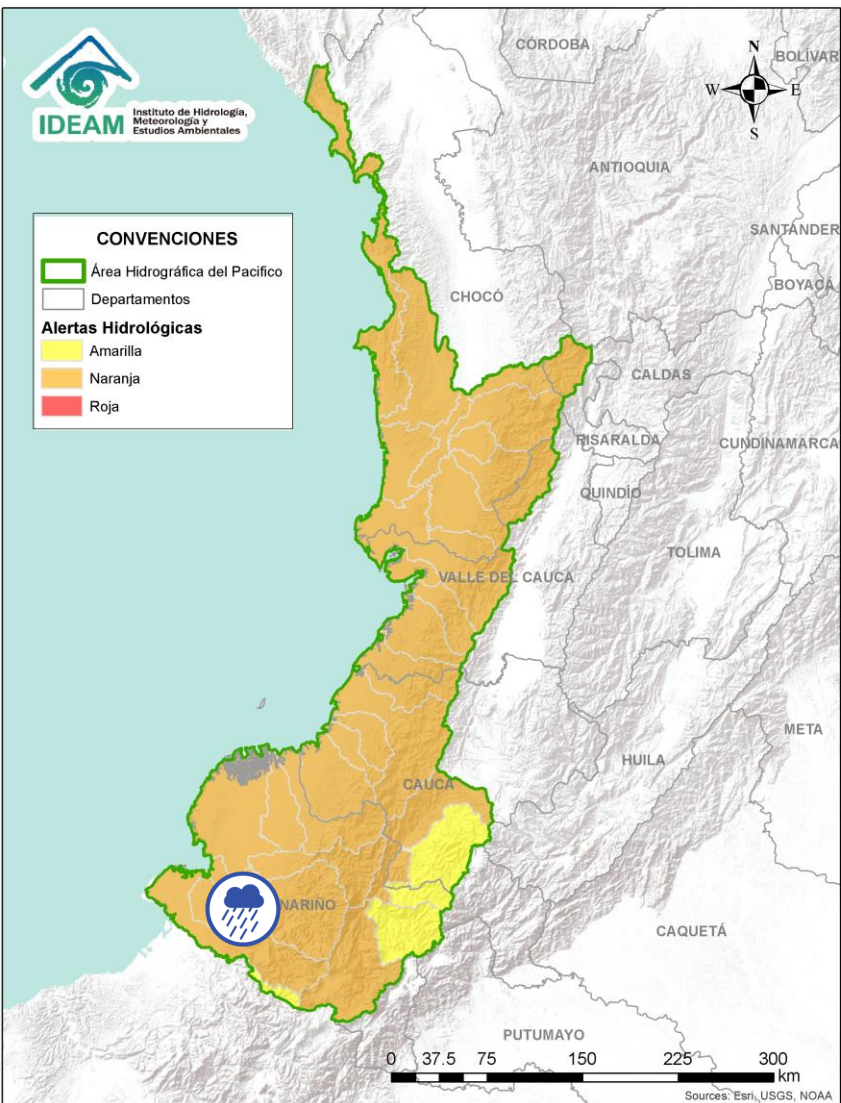 IDEAM
Instituto de Hidrología,
Meteorología y
Estudios Ambientales
CÓRDOBA
BOLÍVAR
N
W
E
S
ANTIOQUIA
SANTANDER
BOYACÁ
CONVENCIONES
Área Hidrográfica del Pacifico
Departamentos
Alertas Hidrológicas
Amarilla
Naranja
Roja
CHOCÓ
CALDAS
RISARALDA
CUNDINAMARCA
QUINDÍO
TOLIMA
VALLE DEL CAUCA
META
HUILA
CAUCA
NARIÑO
CAQUETÁ
PUTUMAYO
0 37.5 75 150 225 300
km
Sources: Esri, USGS, NOAA